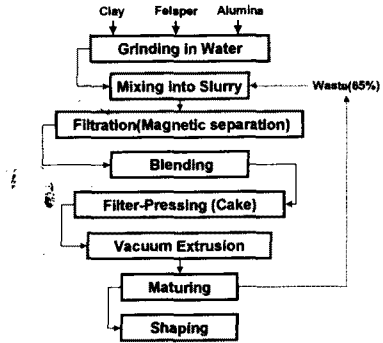 Clay Felsper Alumina
Grinding in Water
Mixing into Slurry
Waste(65%)
Filtration(Magnetic separation)
Blending
Filter-Pressing (Cake)
Vacuum Extrusion
Maturing
Shaping